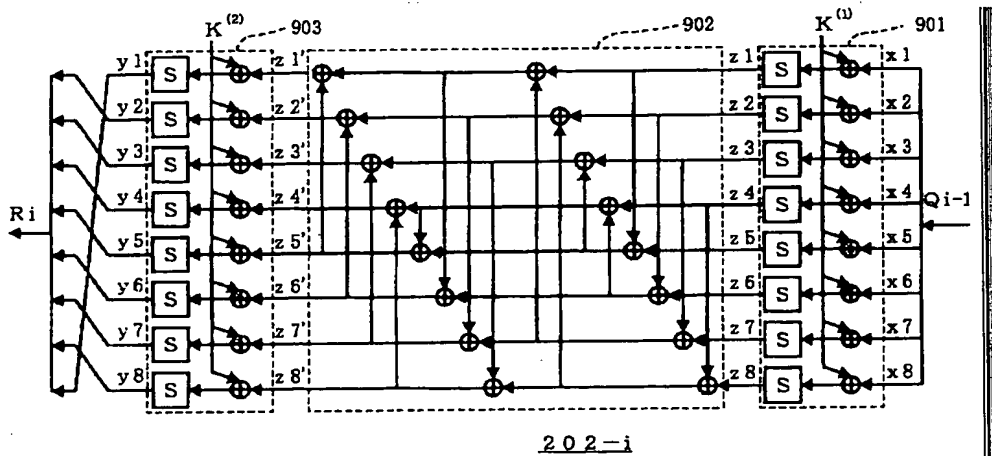 K(2) 903 902 K(1) 901
y1 S z1' z1 S x1
y2 S z2' z2 S x2
y3 S z3' z3 S x3
y4 S z4' z4 S x4
Ri Qi-1
y5 S z5' z5 S x5
y6 S z6' z6 S x6
y7 S z7' z7 S x7
y8 S z8' z8 S x8
202-i